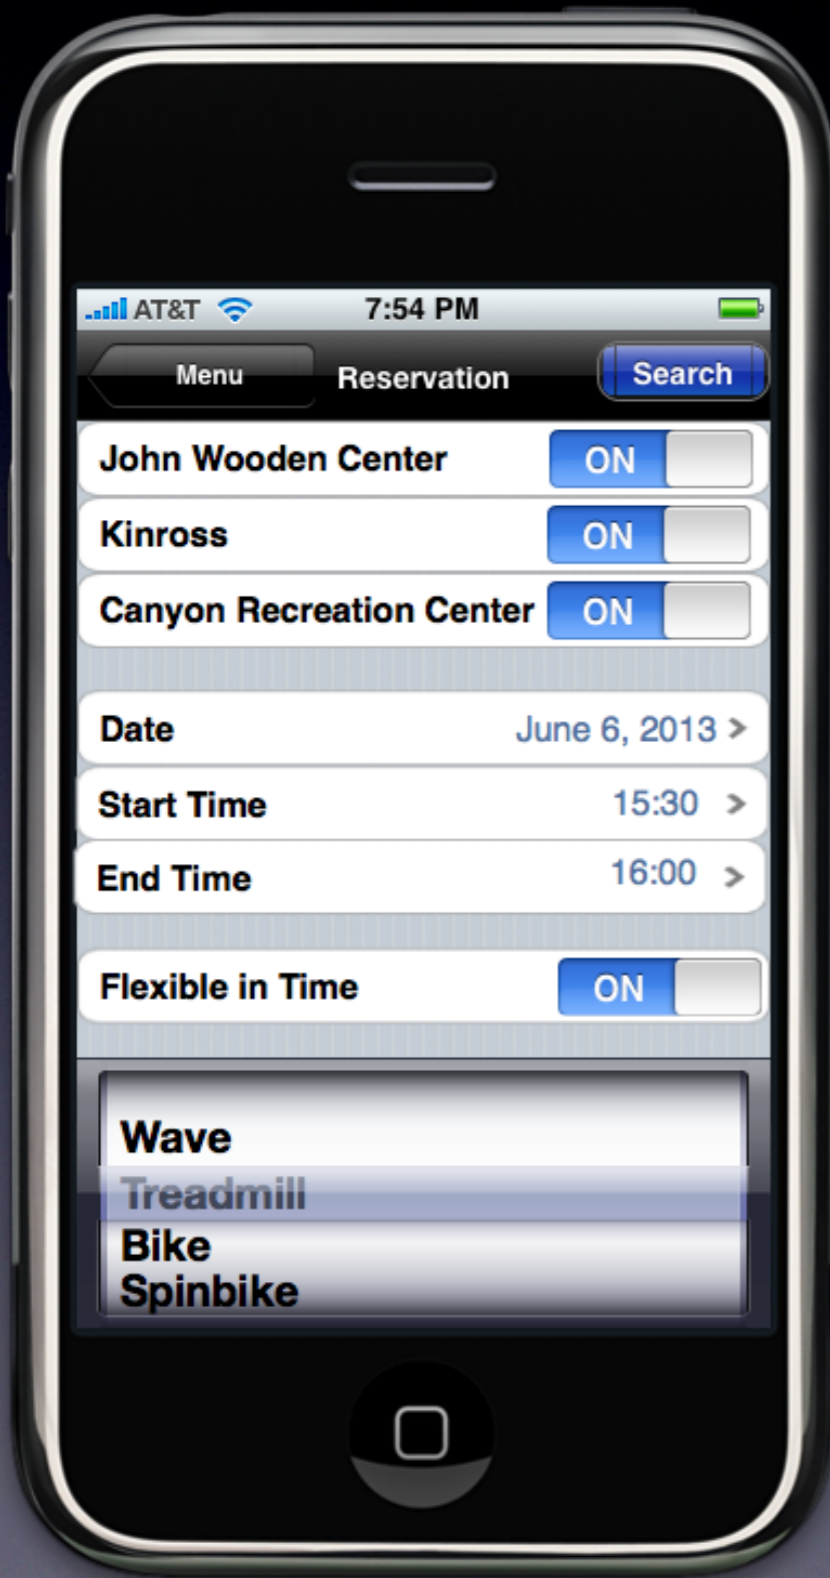 AT&T 7:54 PM
Menu Reservation Search
John Wooden Center ON
Kinross ON
Canyon Recreation Center ON
Date June 6, 2013 >
Start Time 15:30 >
End Time 16:00 >
Flexible in Time ON
Wave
Treadmill
Bike
Spinbike